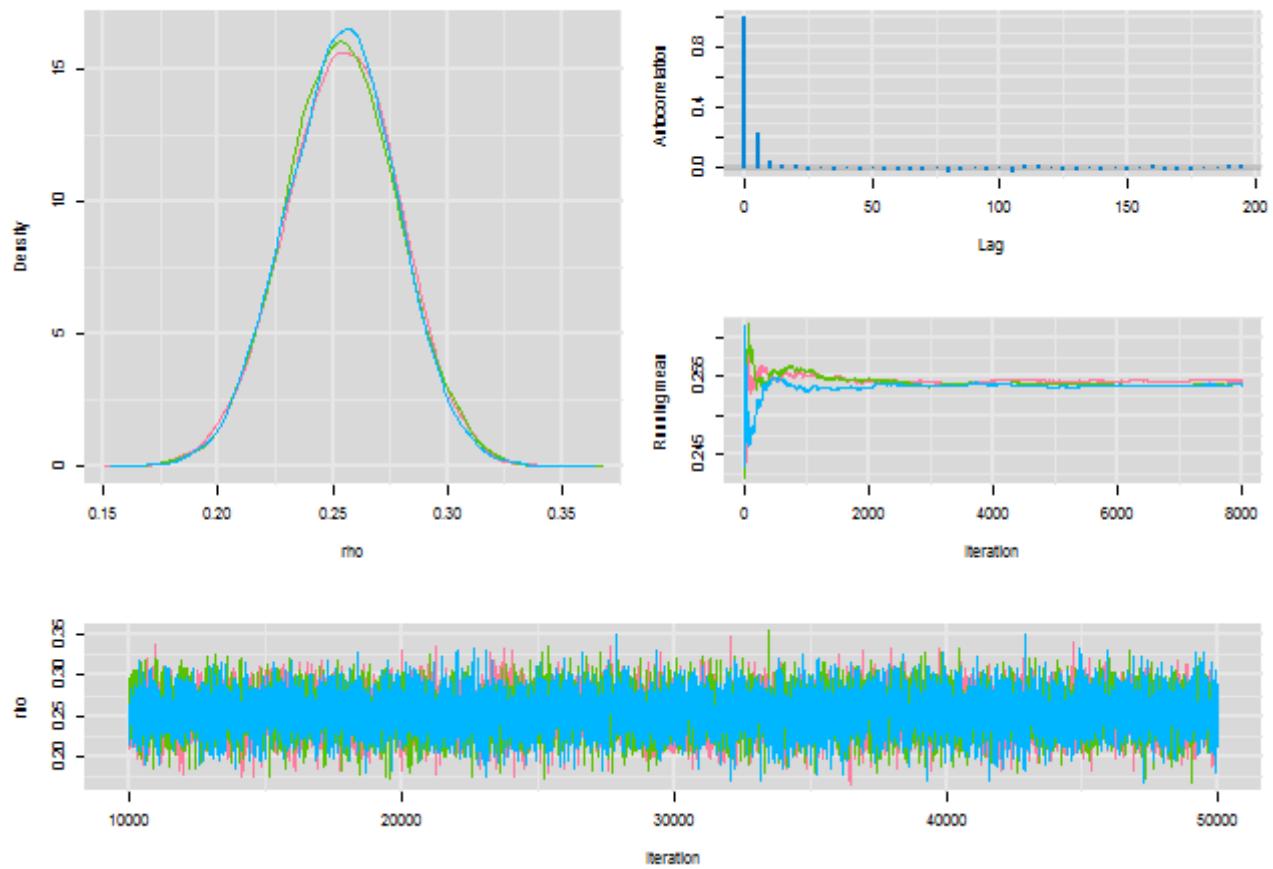 Density
15
10
5
0
0.15 0.20 0.25 0.30 0.35
rho
Autocorrelation
0.8
0.4
0.0
0 50 100 150 200
Lag
Running mean
0.255
0.245
0 2000 4000 6000 8000
Iteration
rho
0.35
0.30
0.25
0.20
10000 20000 30000 40000 50000
Iteration